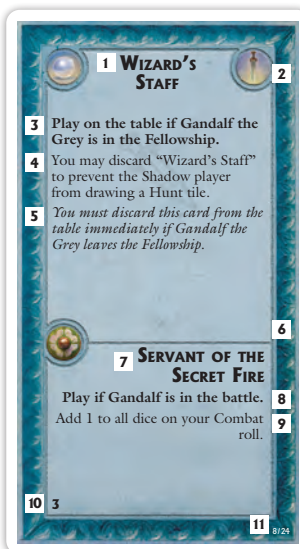 1 WIZARD'S
STAFF
2
3 Play on the table if Gandalf the
Grey is in the Fellowship.
4 You may discard “Wizard's Staff”
to prevent the Shadow player
from drawing a Hunt tile.
5 You must discard this card from the
table immediately if Gandalf the
Grey leaves the Fellowship.
6
7 SERVANT OF THE
SECRET FIRE
Play if Gandalf is in the battle. 8
Add 1 to all dice on your Combat 9
roll.
10 3
11 8/24